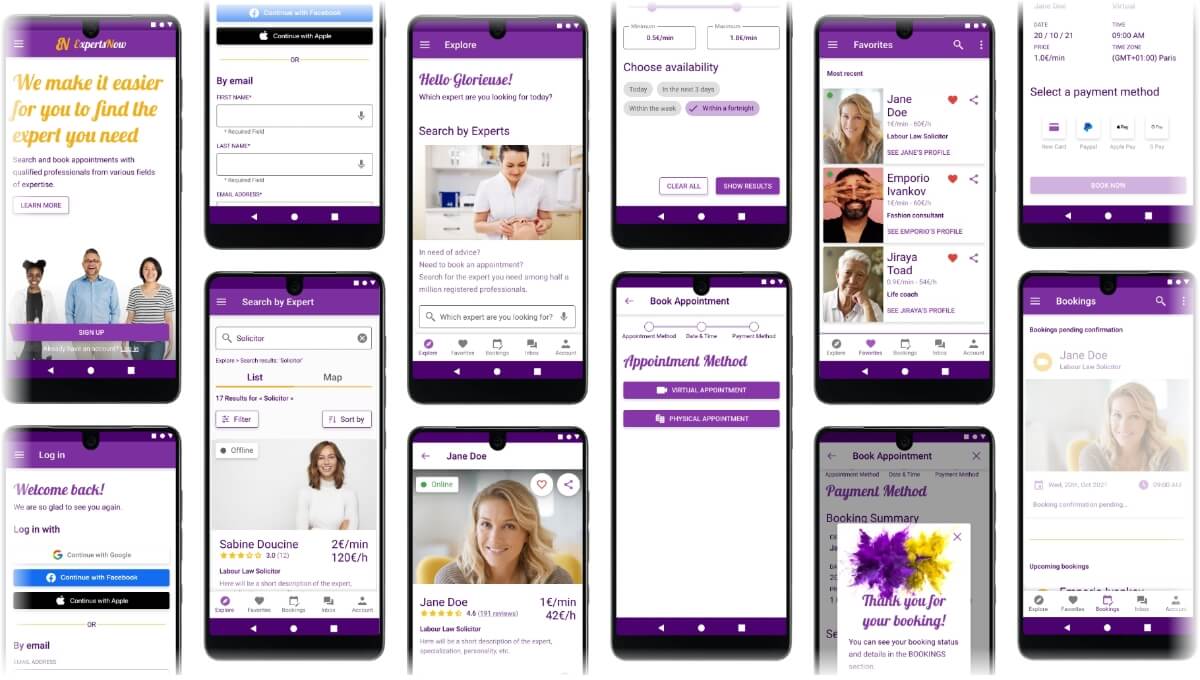 ExpertsNow
We make it easier
for you to find the
expert you need
Search and book appointments with
qualified professionals from various fields
of expertise.
LEARN MORE
SIGN UP
Already have an account? Log in
Log in
Welcome back!
We are so glad to see you again.
Log in with
Continue with Google
Continue with Facebook
Continue with Apple
OR
By email
EMAIL ADDRESS
Continue with Facebook
Continue with Apple
OR
By email
FIRST NAME*
* Required Field
LAST NAME*
* Required Field
EMAIL ADDRESS*
Search by Expert
Solicitor
Explore > Search results: 'Solicitor'
List
Map
17 Results for « Solicitor »
Filter
Sort by
Offline
Sabine Doucine
2€/min
3.0 (12)
120€/h
Labour Law Solicitor
Here will be a short description of the expert,
Explore
Favorites
Bookings
Inbox
Account
Explore
Hello Glorieuse!
Which expert are you looking for today?
Search by Experts
In need of advice?
Need to book an appointment?
Search for the expert you need among half a
million registered professionals.
Which expert are you looking for?
Explore
Favorites
Bookings
Inbox
Account
Jane Doe
Online
Jane Doe
1€/min
4.6 (191 reviews)
42€/h
Labour Law Solicitor
Here will be a short description of the expert,
specialization, personality, etc.
Minimum
0.5€/min
Maximum
1.0€/min
Choose availability
Today
In the next 3 days
Within the week
Within a fortnight
CLEAR ALL
SHOW RESULTS
Book Appointment
Appointment Method
Date & Time
Payment Method
Appointment Method
VIRTUAL APPOINTMENT
PHYSICAL APPOINTMENT
Favorites
Most recent
Jane
Doe
1€/min - 60€/h
Labour Law Solicitor
SEE JANE'S PROFILE
Emporio
Ivankov
1€/min - 60€/h
Fashion consultant
SEE EMPORIO'S PROFILE
Jiraya
Toad
0.9€/min - 54€/h
Life coach
SEE JIRAYA'S PROFILE
Explore
Favorites
Bookings
Inbox
Account
Book Appointment
Appointment Method
Date & Time
Payment Method
Payment Method
Booking Summary
Thank you for
your booking!
You can see your booking status
and details in the BOOKINGS
section.
Jane Doe
Virtual
DATE
TIME
20 / 10 / 21
09:00 AM
PRICE
TIME ZONE
1.0€/min
(GMT+01:00) Paris
Select a payment method
New Card
Paypal
Apple Pay
G Pay
BOOK NOW
Bookings
Bookings pending confirmation
Jane Doe
Labour Law Solicitor
Wed, 20th, Oct 2021
09:00 AM
Booking confirmation pending...
Upcoming bookings
Explore
Favorites
Bookings
Inbox
Account